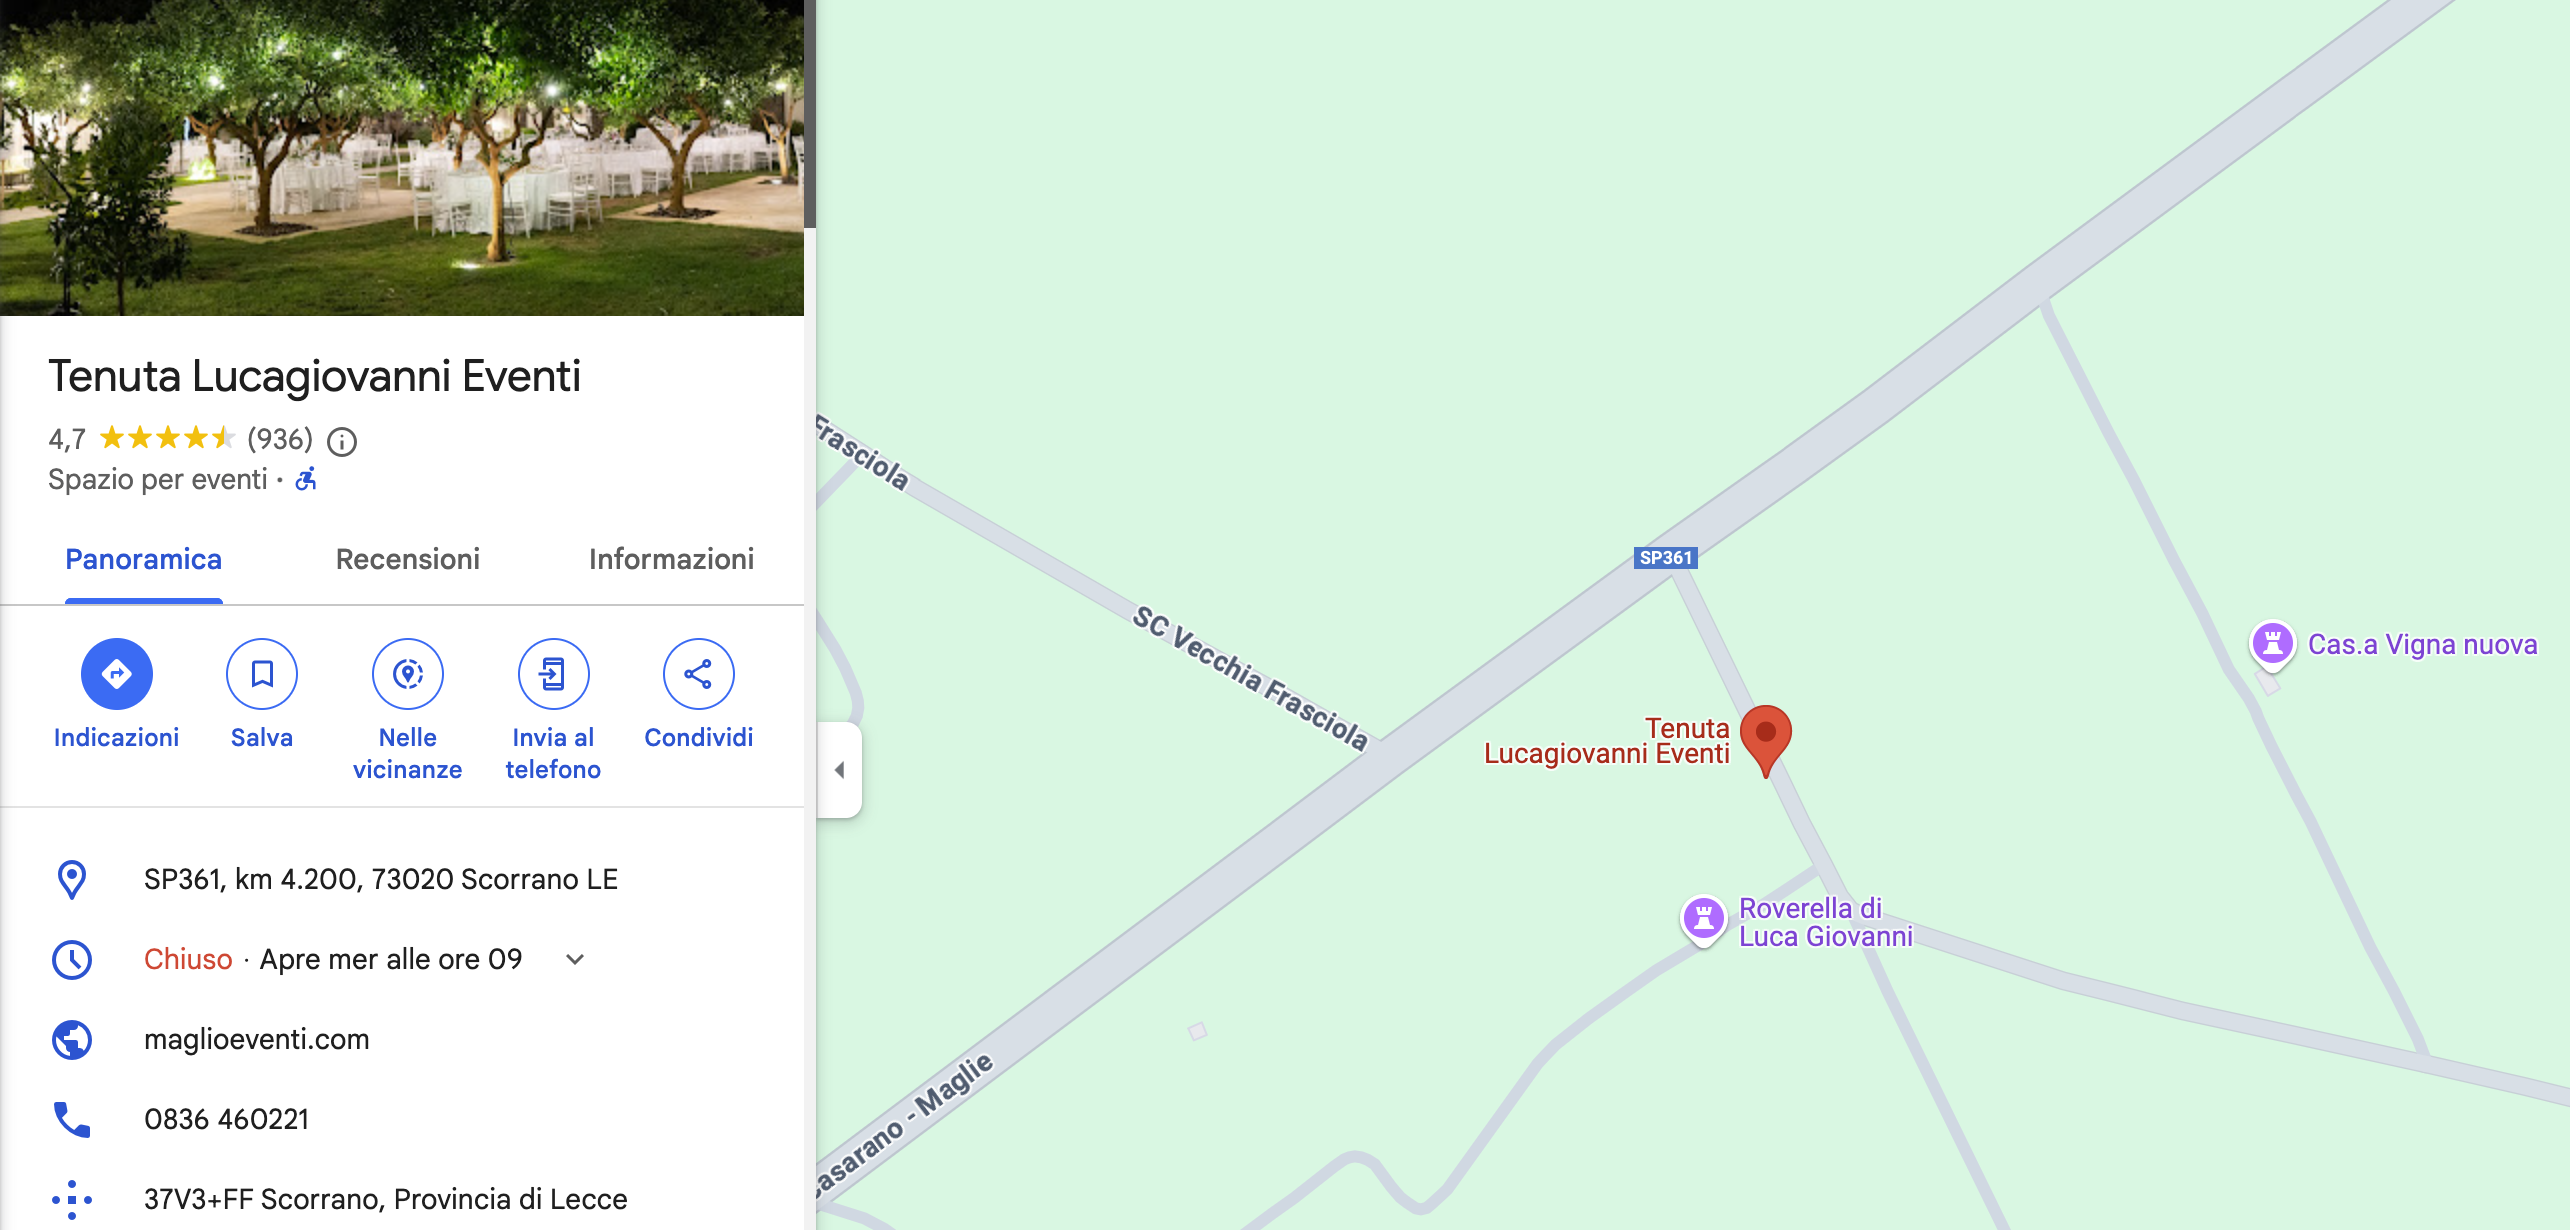 Tenuta Lucagiovanni Eventi
4,7 (936)
Spazio per eventi ·
Panoramica Recensioni Informazioni
Indicazioni
Salva
Nelle
vicinanze
Invia al
telefono
Condividi
SP361, km 4.200, 73020 Scorrano LE
Chiuso · Apre mer alle ore 09
maglioeventi.com
0836 460221
37V3+FF Scorrano, Provincia di Lecce
Frasciola
SC Vecchia Frasciola
SP361
Tenuta
Lucagiovanni Eventi
Cas.a Vigna nuova
Roverella di
Luca Giovanni
asarano - Maglie